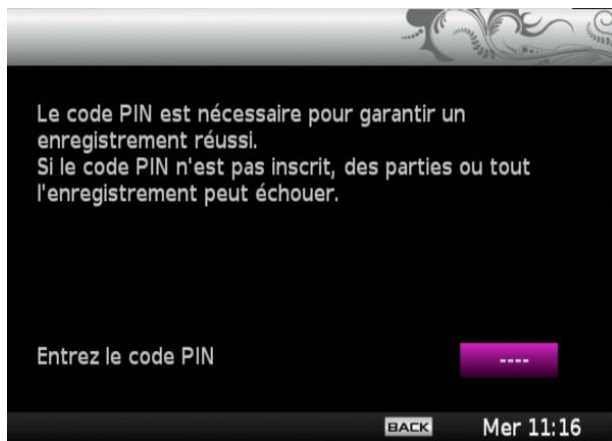 Le code PIN est nécessaire pour garantir un
enregistrement réussi.
Si le code PIN n'est pas inscrit, des parties ou tout
l'enregistrement peut échouer.
Entrez le code PIN
----
BACK
Mer 11:16